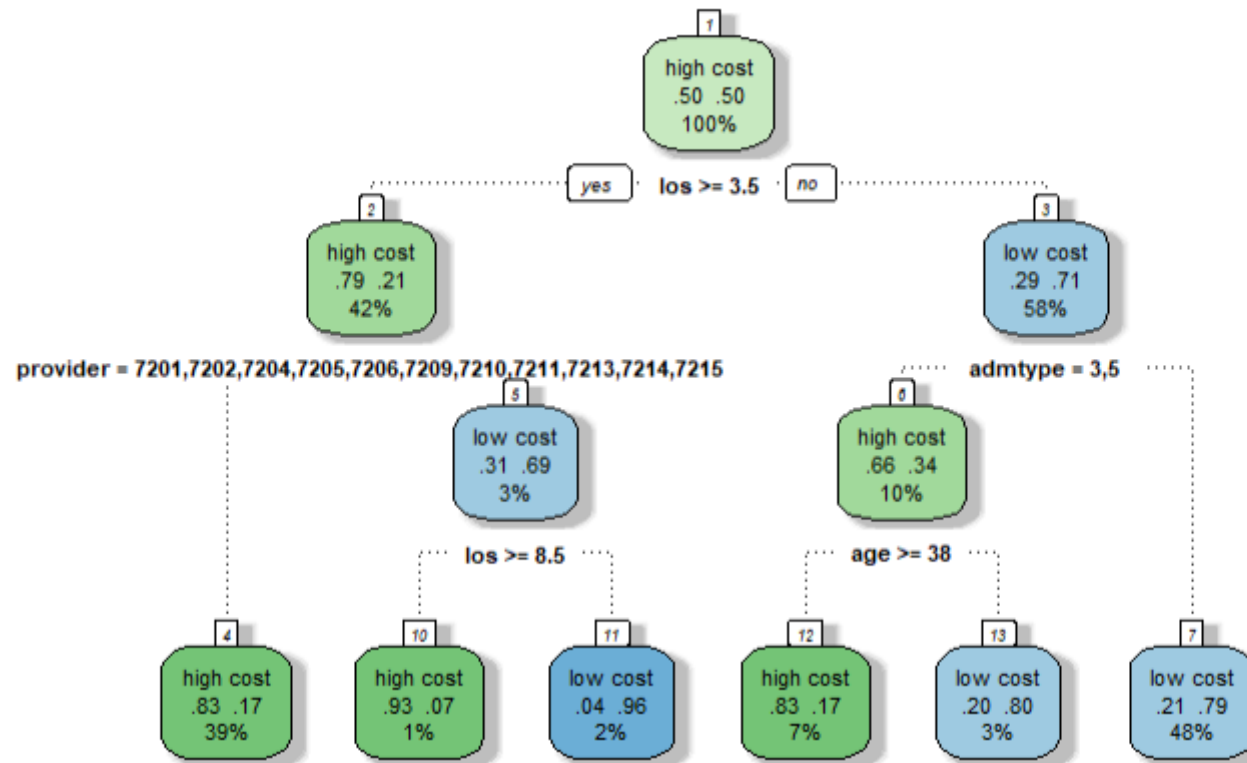 1
high cost
.50 .50
100%
yes los >= 3.5 no
2
high cost
.79 .21
42%
3
low cost
.29 .71
58%
provider = 7201,7202,7204,7205,7206,7209,7210,7211,7213,7214,7215
admtype = 3,5
5
low cost
.31 .69
3%
6
high cost
.66 .34
10%
los >= 8.5
age >= 38
4
high cost
.83 .17
39%
10
high cost
.93 .07
1%
11
low cost
.04 .96
2%
12
high cost
.83 .17
7%
13
low cost
.20 .80
3%
7
low cost
.21 .79
48%